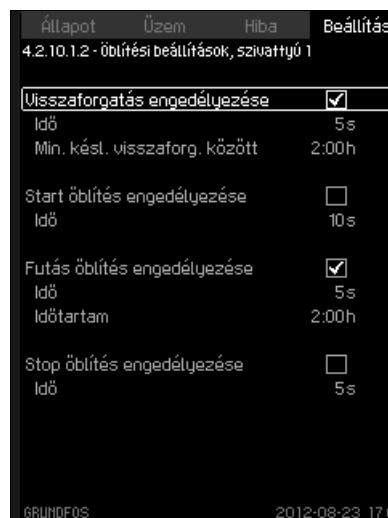 Állapot Üzem Hiba Beállítás
4.2.10.1.2 - Öblítési beállítások, szivattyú 1
Visszaforgatás engedélyezése
Idő 5s
Min. késl. visszaforg. között 2:00h
Start öblítés engedélyezése
Idő 10s
Futás öblítés engedélyezése
Idő 5s
Időtartam 2:00h
Stop öblítés engedélyezése
Idő 5s
GRUNDFOS 2012-08-23 17: